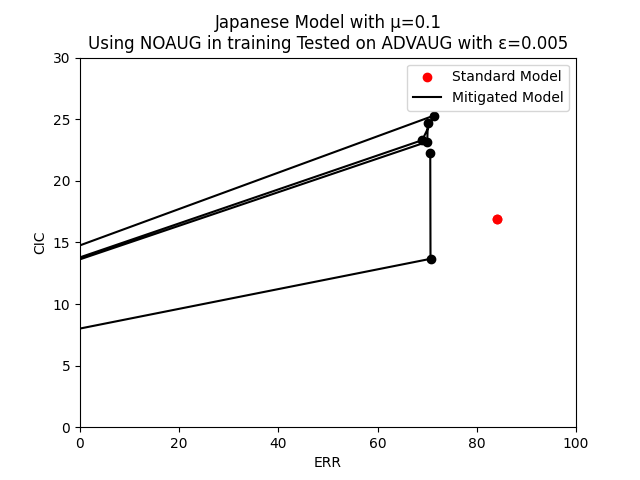 Japanese Model with μ=0.1
Using NOAUG in training Tested on ADVAUG with ε=0.005
Standard Model
Mitigated Model
CIC
30
25
20
15
10
5
0
0 20 40 60 80 100
ERR